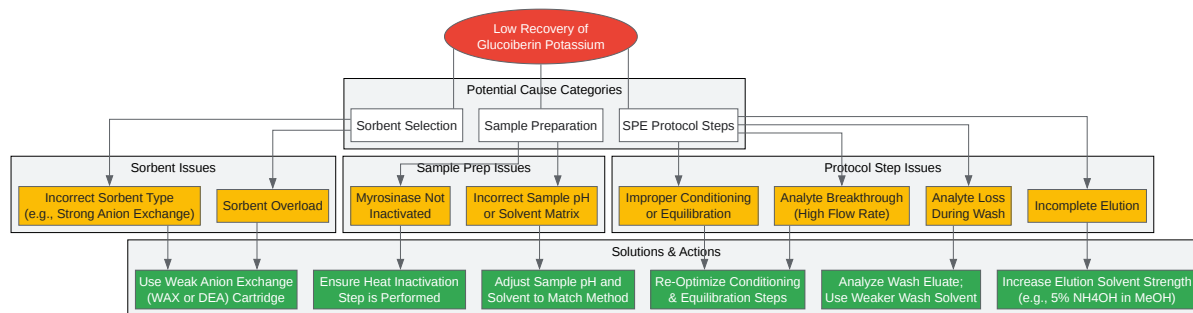 Low Recovery of
Glucoiberin Potassium
Potential Cause Categories
Sorbent Selection
Sample Preparation
SPE Protocol Steps
Sorbent Issues
Incorrect Sorbent Type
(e.g., Strong Anion Exchange)
Sorbent Overload
Sample Prep Issues
Myrosinase Not
Inactivated
Incorrect Sample pH
or Solvent Matrix
Protocol Step Issues
Improper Conditioning
or Equilibration
Analyte Breakthrough
(High Flow Rate)
Analyte Loss
During Wash
Incomplete Elution
Solutions & Actions
Use Weak Anion Exchange
(WAX or DEA) Cartridge
Ensure Heat Inactivation
Step is Performed
Adjust Sample pH and
Solvent to Match Method
Re-Optimize Conditioning
& Equilibration Steps
Analyze Wash Eluate;
Use Weaker Wash Solvent
Increase Elution Solvent Strength
(e.g., 5% NH4OH in MeOH)